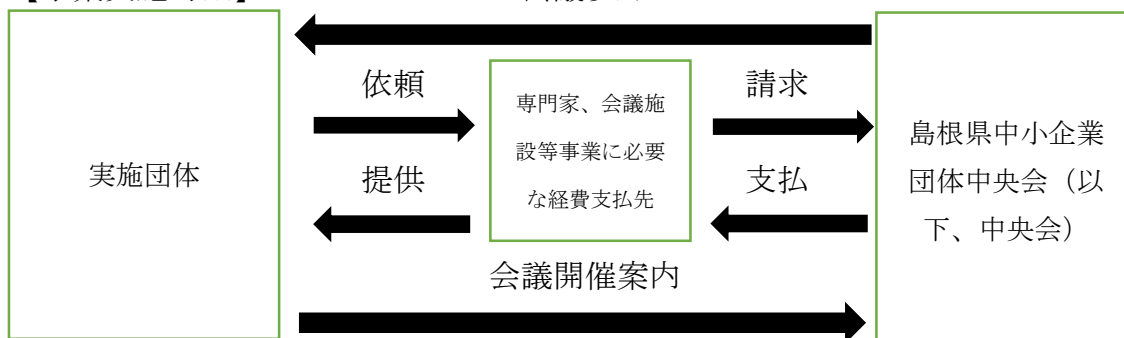 依頼
請求
専門家、会議施
設等事業に必要
な経費支払先
実施団体
提供
支払
島根県中小企業
団体中央会（以
下、中央会）
会議開催案内